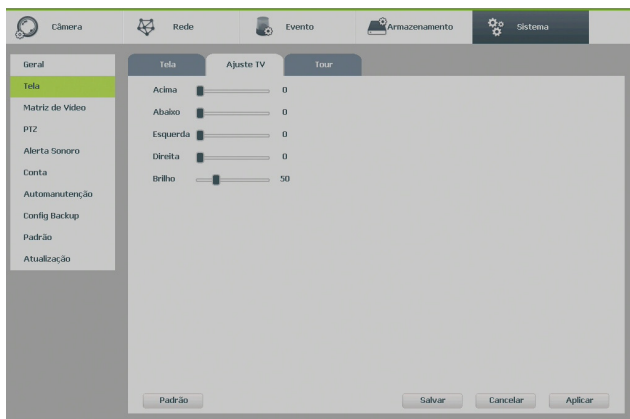 Câmera Rede Evento Armazenamento Sistema
Geral
Tela
Matriz de Vídeo
PTZ
Alerta Sonoro
Conta
Automanutenção
Config Backup
Padrão
Atualização
Tela Ajuste TV Tour
Acima 0
Abaixo 0
Esquerda 0
Direita 0
Brilho 50
Padrão Salvar Cancelar Aplicar